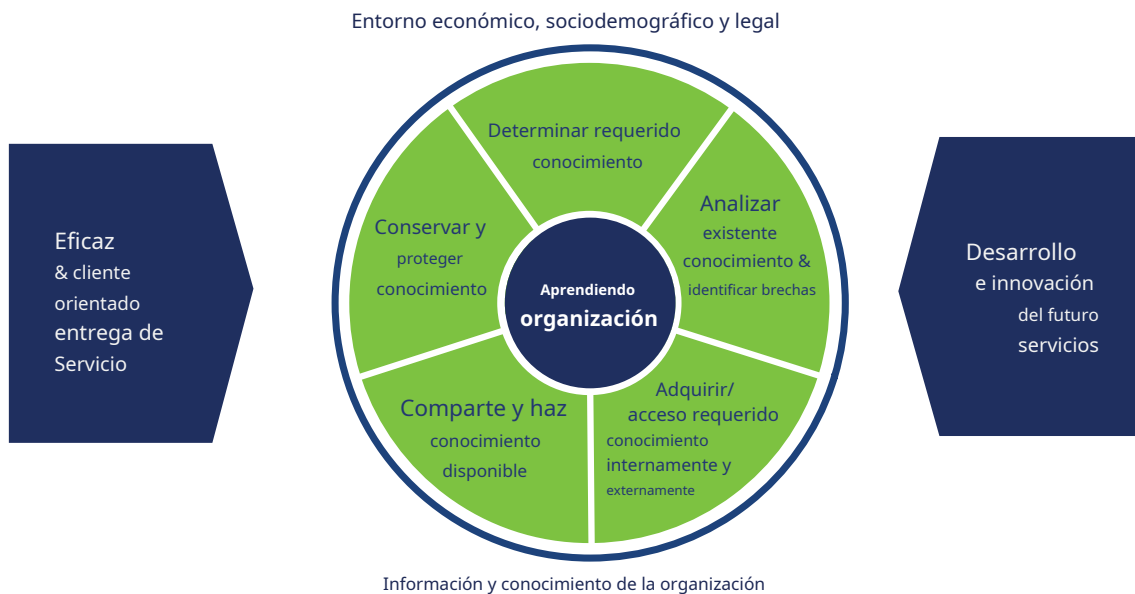 Entorno económico, sociodemográfico y legal
Eficaz
& cliente
orientado
entrega de
Servicio
Determinar requerido
conocimiento
Analizar
existente
conocimiento &
identificar brechas
Adquirir/
acceso requerido
conocimiento
internamente y
externamente
Comparte y haz
conocimiento
disponible
Conservar y
proteger
conocimiento
Aprendiendo
organización
Desarrollo
e innovación
del futuro
servicios
Información y conocimiento de la organización